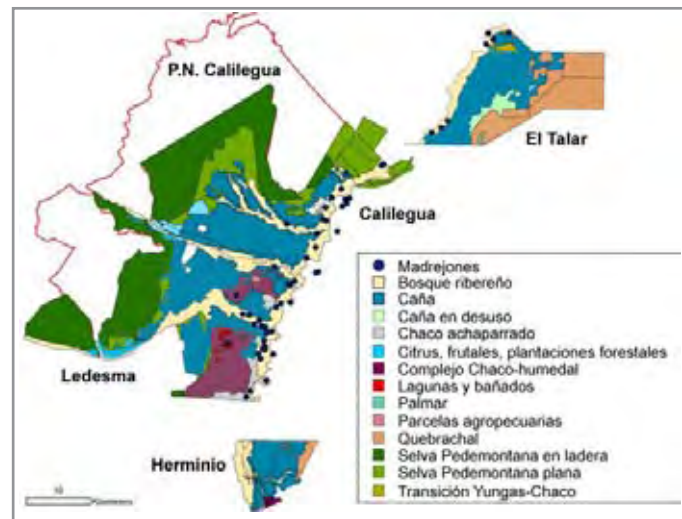 P.N. Calilegua
El Talar
Calilegua
Ledesma
Herminio
Madrejones
Bosque ribereño
Caña
Caña en desuso
Chaco achaparrado
Citrus, frutales, plantaciones forestales
Complejo Chaco-humedal
Lagunas y bañados
Palmar
Parcelas agropecuarias
Quebrachal
Selva Pedemontana en ladera
Selva Pedemontana plana
Transición Yungas-Chaco